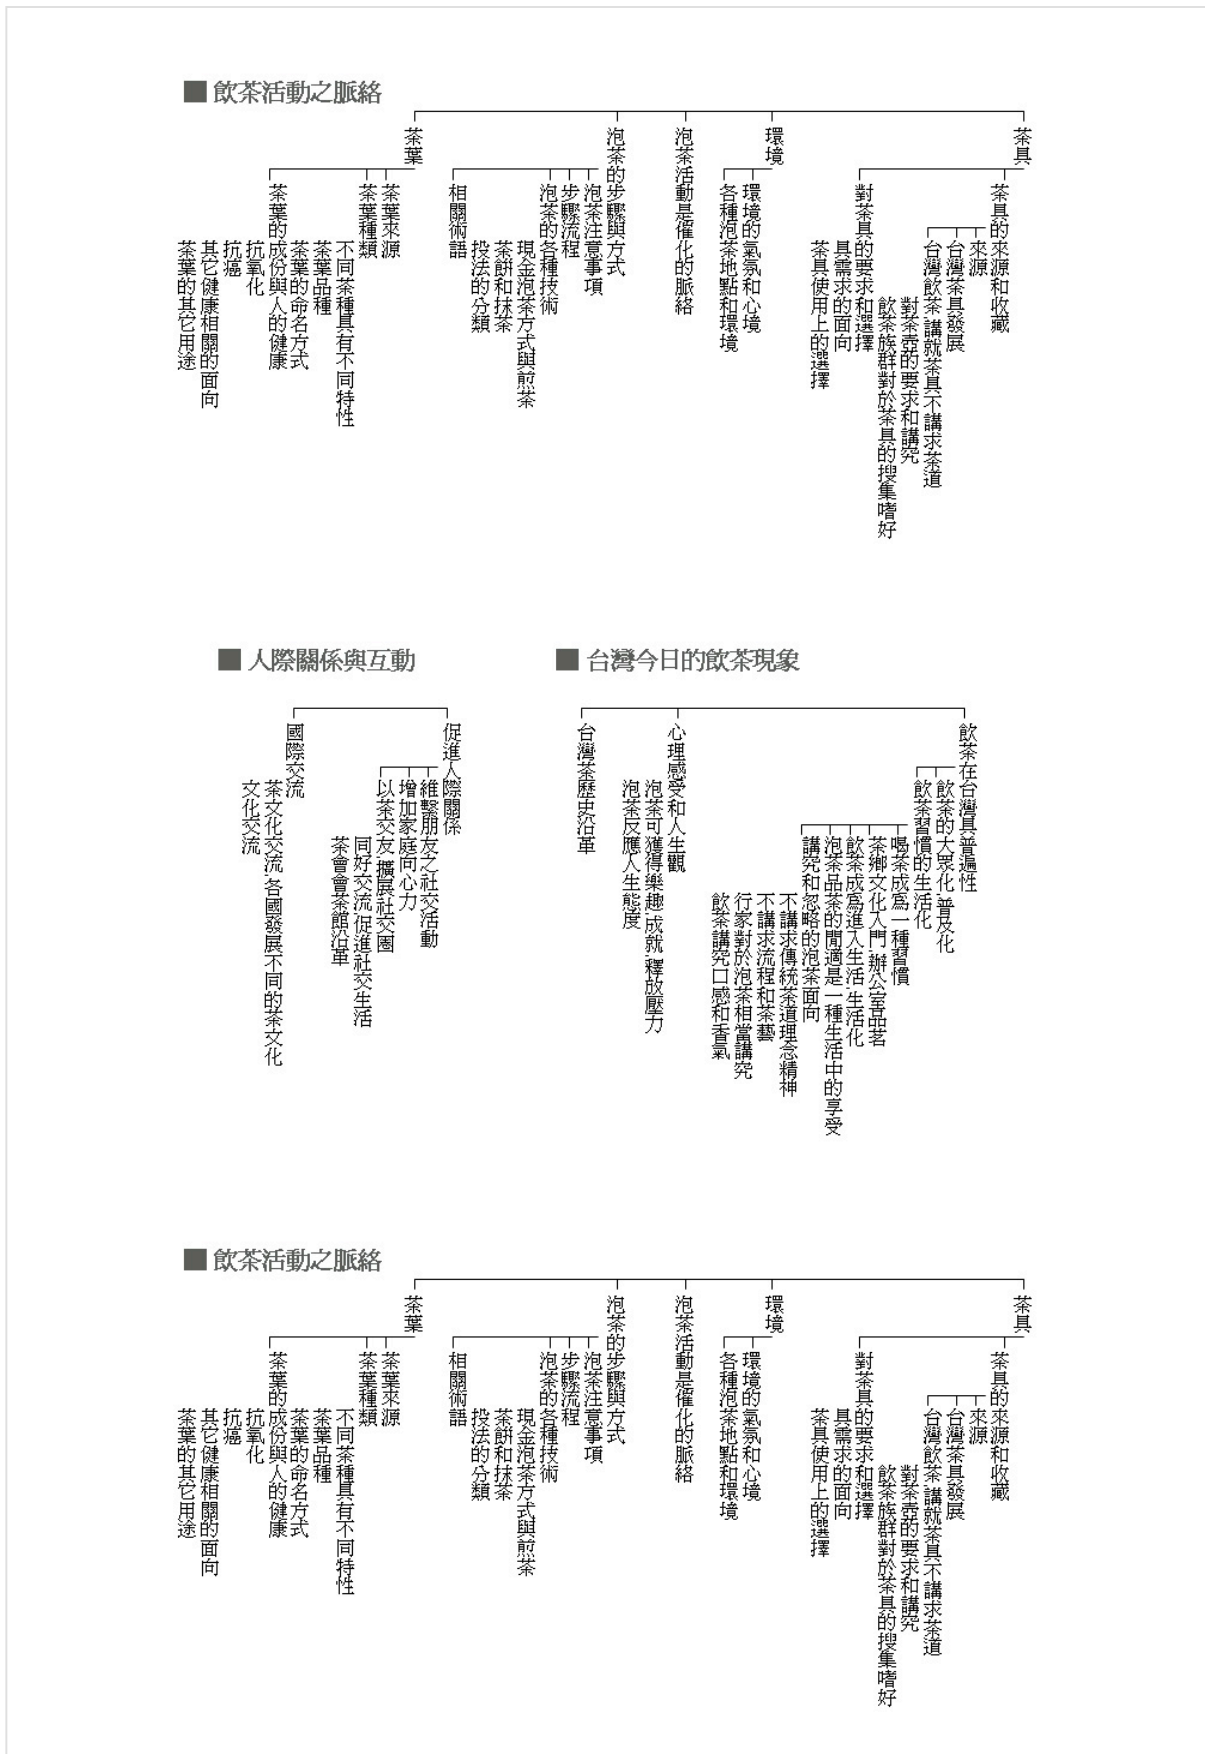 ■ 飲茶活動之脈絡
茶具
茶具的來源和收藏
來源
台灣茶具發展
台灣飲茶,講就茶具不講求茶道
對茶壺的要求和講究
飲茶族群對於茶具的搜集嗜好
對茶具的要求和選擇
具需求的面向
茶具使用上的選擇
環境
環境的氣氛和心境
各種泡茶地點和環境
泡茶活動是催化的脈絡
泡茶的步驟與方式
泡茶注意事項
步驟流程
泡茶的各種技術
現金泡茶方式與煎茶
茶餅和抹茶
投法的分類
相關術語
茶葉
茶葉來源
茶葉種類
不同茶種具有不同特性
茶葉品種
茶葉的命名方式
茶葉的成份與人的健康
抗氧化
抗癌
其它健康相關的面向
茶葉的其它用途
■ 人際關係與互動
促進人際關係
維繫朋友之社交活動
增加家庭向心力
以茶交友,擴展社交圈
同好交流,促進社交生活
茶會會茶館沿革
國際交流
茶文化交流,各國發展不同的茶文化
文化交流
■ 台灣今日的飲茶現象
飲茶在台灣具普遍性
飲茶的大眾化,普及化
飲茶習慣的生活化
喝茶成為一種習慣
茶鄉文化入門,辦公室品茗
飲茶成為進入生活,生活化
泡茶品茶的閒適是一種生活中的享受
講究和忽略的泡茶面向
不講求傳統茶道理念精神
不講求流程和茶藝
行家對於泡茶相當講究
飲茶講究口感和香氣
心理感受和人生觀
泡茶可獲得樂趣,成就,釋放壓力
泡茶反應人生態度
台灣茶歷史沿革
■ 飲茶活動之脈絡
茶具
茶具的來源和收藏
來源
台灣茶具發展
台灣飲茶,講就茶具不講求茶道
對茶壺的要求和講究
飲茶族群對於茶具的搜集嗜好
對茶具的要求和選擇
具需求的面向
茶具使用上的選擇
環境
環境的氣氛和心境
各種泡茶地點和環境
泡茶活動是催化的脈絡
泡茶的步驟與方式
泡茶注意事項
步驟流程
泡茶的各種技術
現金泡茶方式與煎茶
茶餅和抹茶
投法的分類
相關術語
茶葉
茶葉來源
茶葉種類
不同茶種具有不同特性
茶葉品種
茶葉的命名方式
茶葉的成份與人的健康
抗氧化
抗癌
其它健康相關的面向
茶葉的其它用途